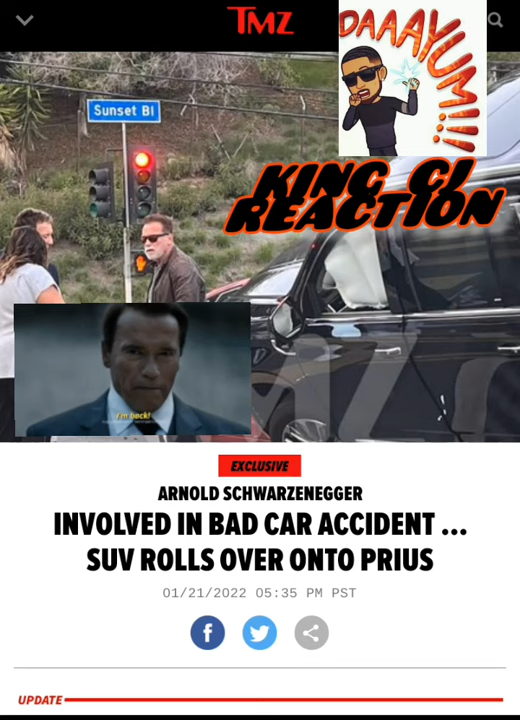 TMZ
DAAAYUM!!!
Sunset Bl
KING CJ
REACTION
I'm back!
EXCLUSIVE
ARNOLD SCHWARZENEGGER
INVOLVED IN BAD CAR ACCIDENT ...
SUV ROLLS OVER ONTO PRIUS
01/21/2022 05:35 PM PST
f
UPDATE